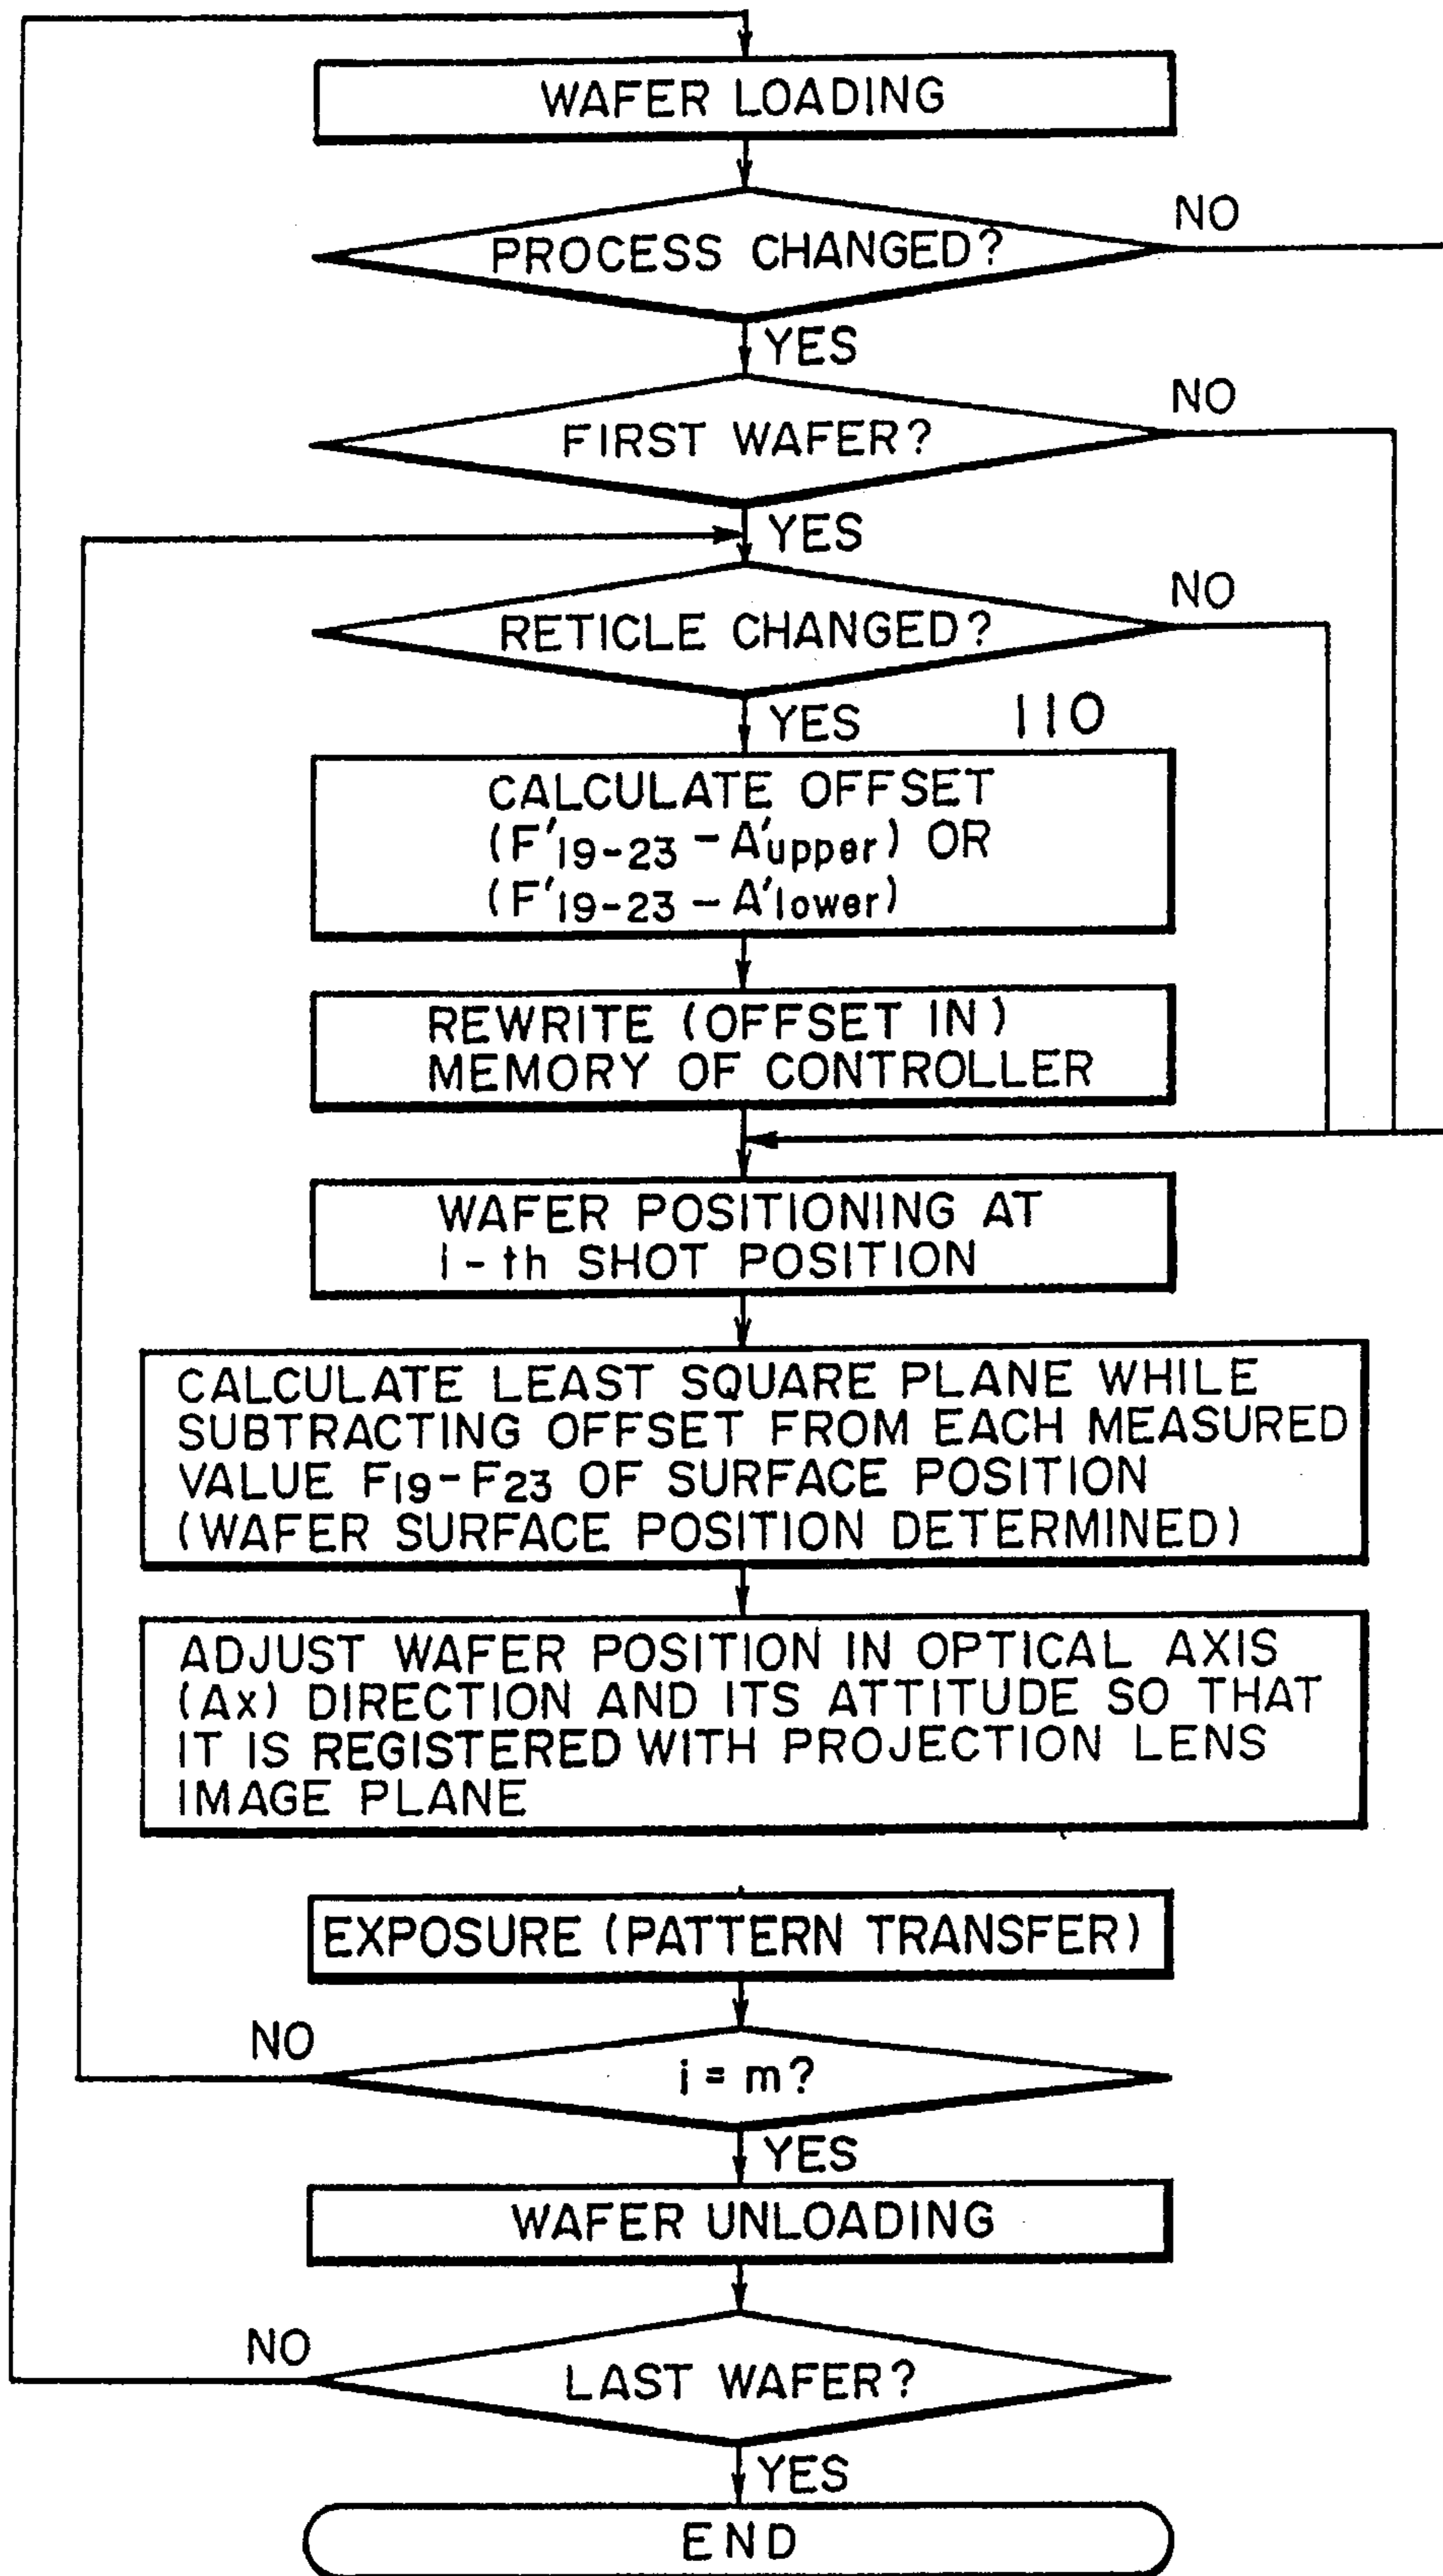 WAFER LOADING
PROCESS CHANGED?
NO
YES
FIRST WAFER?
NO
YES
RETICLE CHANGED?
NO
YES
110
CALCULATE OFFSET
(F'19-23 - A'upper) OR
(F'19-23 - A'lower)
REWRITE (OFFSET IN)
MEMORY OF CONTROLLER
WAFER POSITIONING AT
i-th SHOT POSITION
CALCULATE LEAST SQUARE PLANE WHILE
SUBTRACTING OFFSET FROM EACH MEASURED
VALUE F19-F23 OF SURFACE POSITION
(WAFER SURFACE POSITION DETERMINED)
ADJUST WAFER POSITION IN OPTICAL AXIS
(Ax) DIRECTION AND ITS ATTITUDE SO THAT
IT IS REGISTERED WITH PROJECTION LENS
IMAGE PLANE
EXPOSURE (PATTERN TRANSFER)
NO
i = m?
YES
WAFER UNLOADING
NO
LAST WAFER?
YES
END